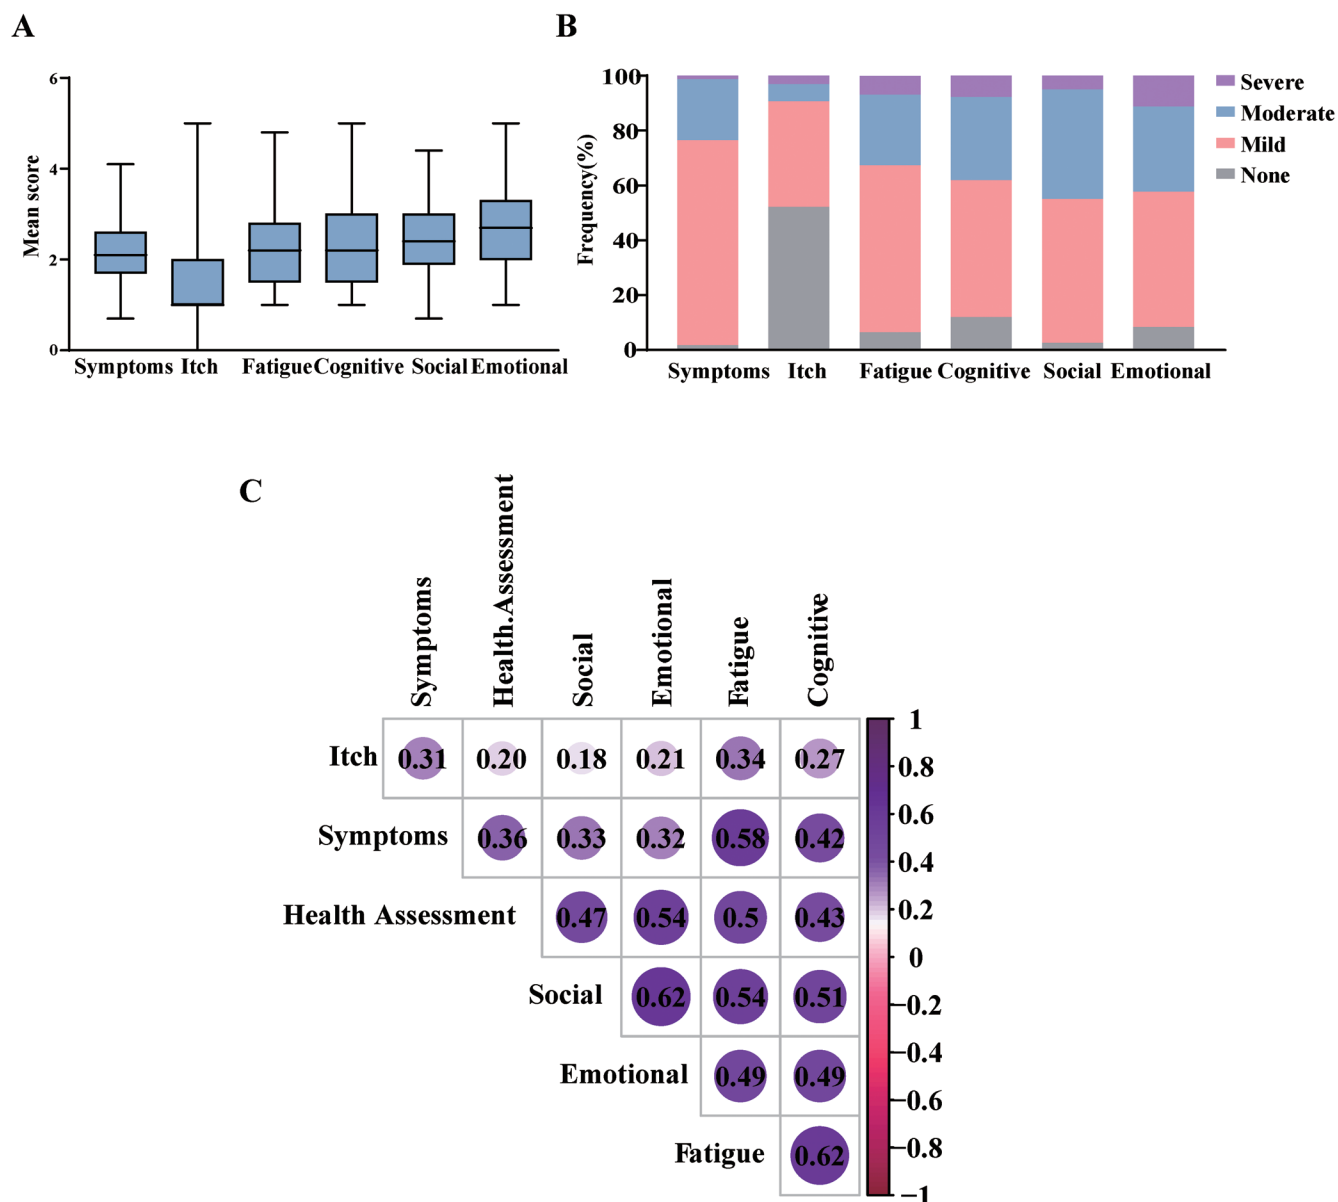 A
6
4
2
0
Mean score
Symptoms Itch Fatigue Cognitive Social Emotional
B
100
80
60
40
20
0
Frequency(%)
Symptoms Itch Fatigue Cognitive Social Emotional
Severe
Moderate
Mild
None
C
Symptoms
Health.Assessment
Social
Emotional
Fatigue
Cognitive
Itch 0.31 0.20 0.18 0.21 0.34 0.27
Symptoms 0.36 0.33 0.32 0.58 0.42
Health Assessment 0.47 0.54 0.5 0.43
Social 0.62 0.54 0.51
Emotional 0.49 0.49
Fatigue 0.62
1
0.8
0.6
0.4
0.2
0
−0.2
−0.4
−0.6
−0.8
−1